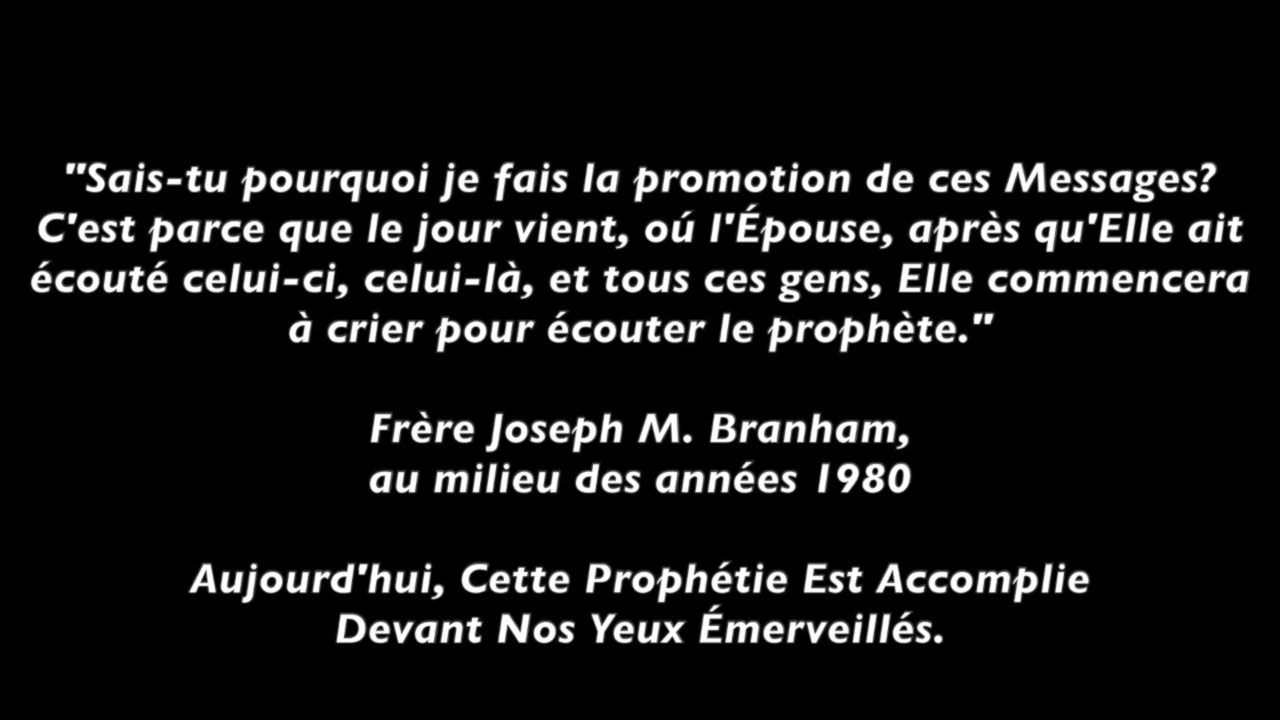 "Sais-tu pourquoi je fais la promotion de ces Messages?
C'est parce que le jour vient, oú l'Épouse, après qu'Elle ait
écouté celui-ci, celui-là, et tous ces gens, Elle commencera
à crier pour écouter le prophète."
Frère Joseph M. Branham,
au milieu des années 1980
Aujourd'hui, Cette Prophétie Est Accomplie
Devant Nos Yeux Émerveillés.